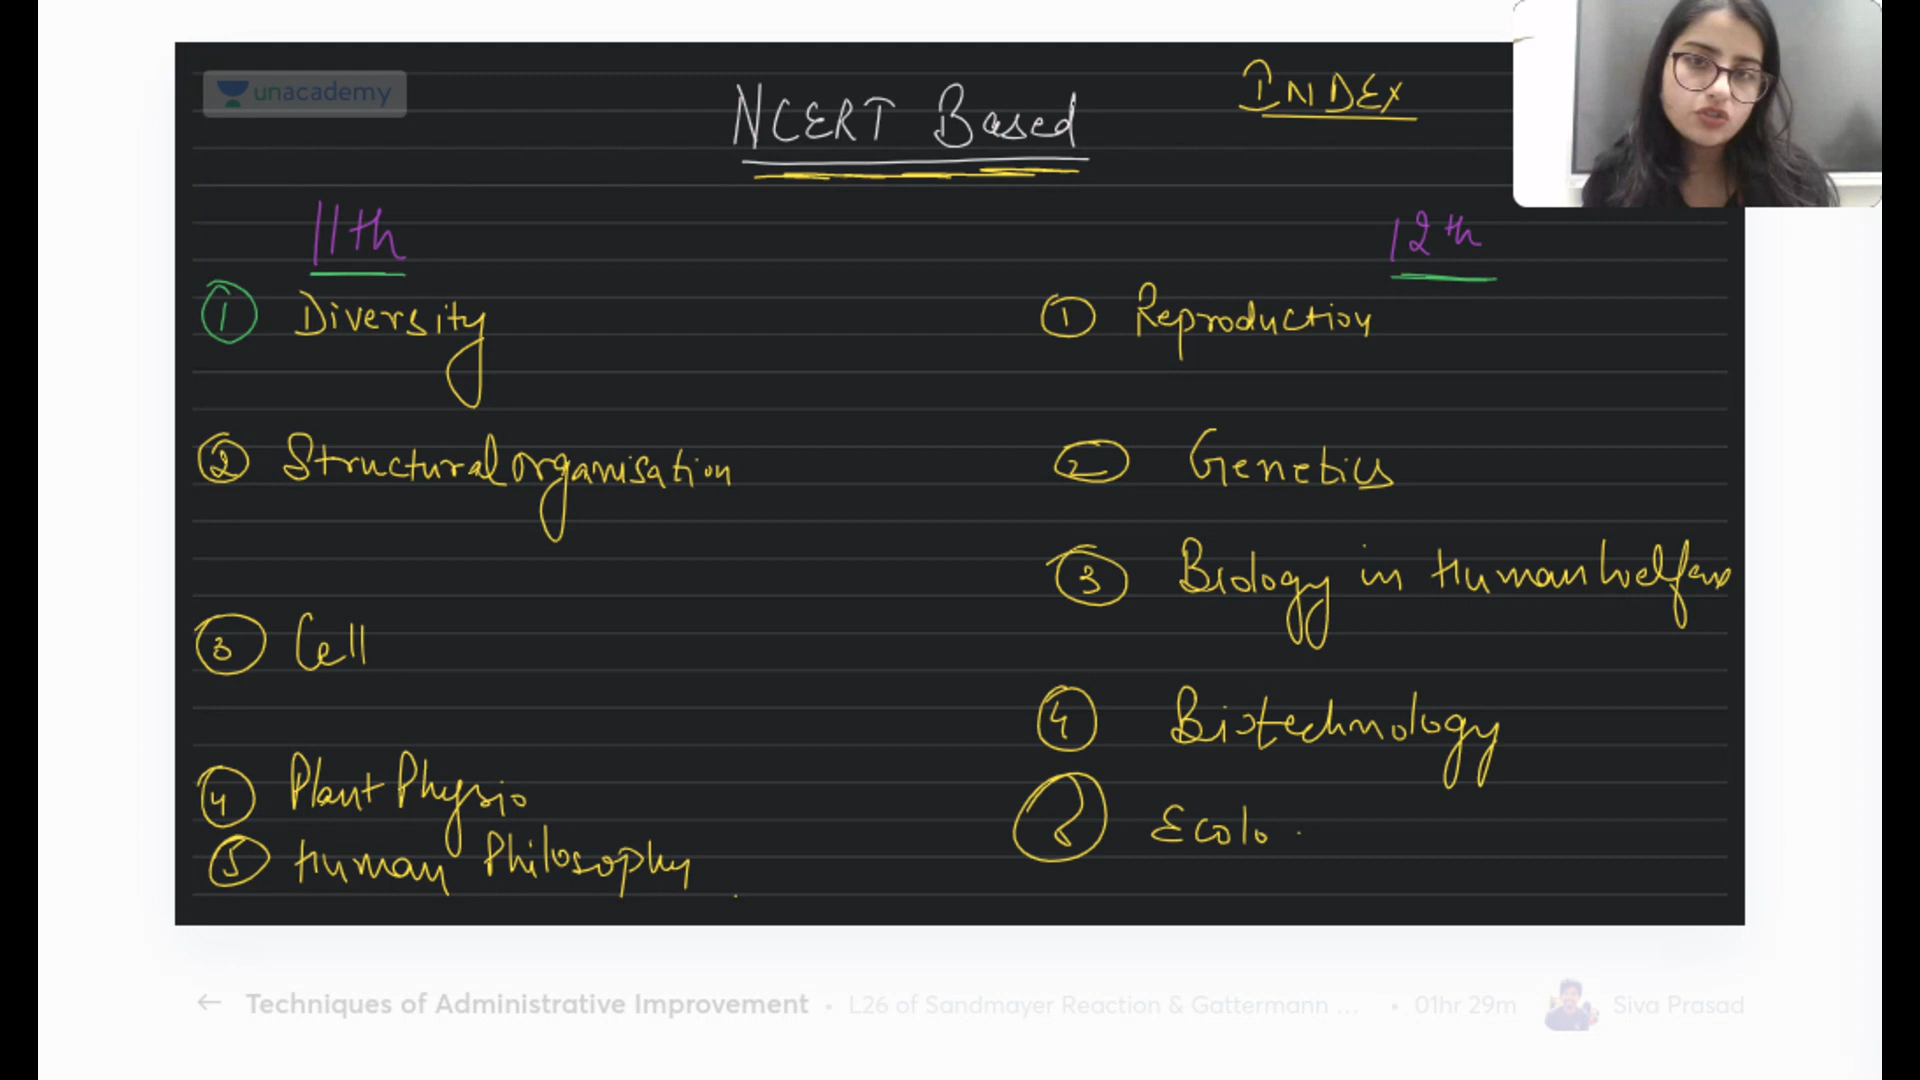 unacademy
NCERT Based
INDEX
11th
12th
1 Diversity
1 Reproduction
2 Structural organisation
2 Genetics
3 Biology in Human Welfare
3 Cell
4 Biotechnology
4 Plant Physio
Ecolo
5 Human Philosophy
← Techniques of Administrative Improvement • L26 of Sandmayer Reaction & Gattermann ... • 01hr 29m Siva Prasad